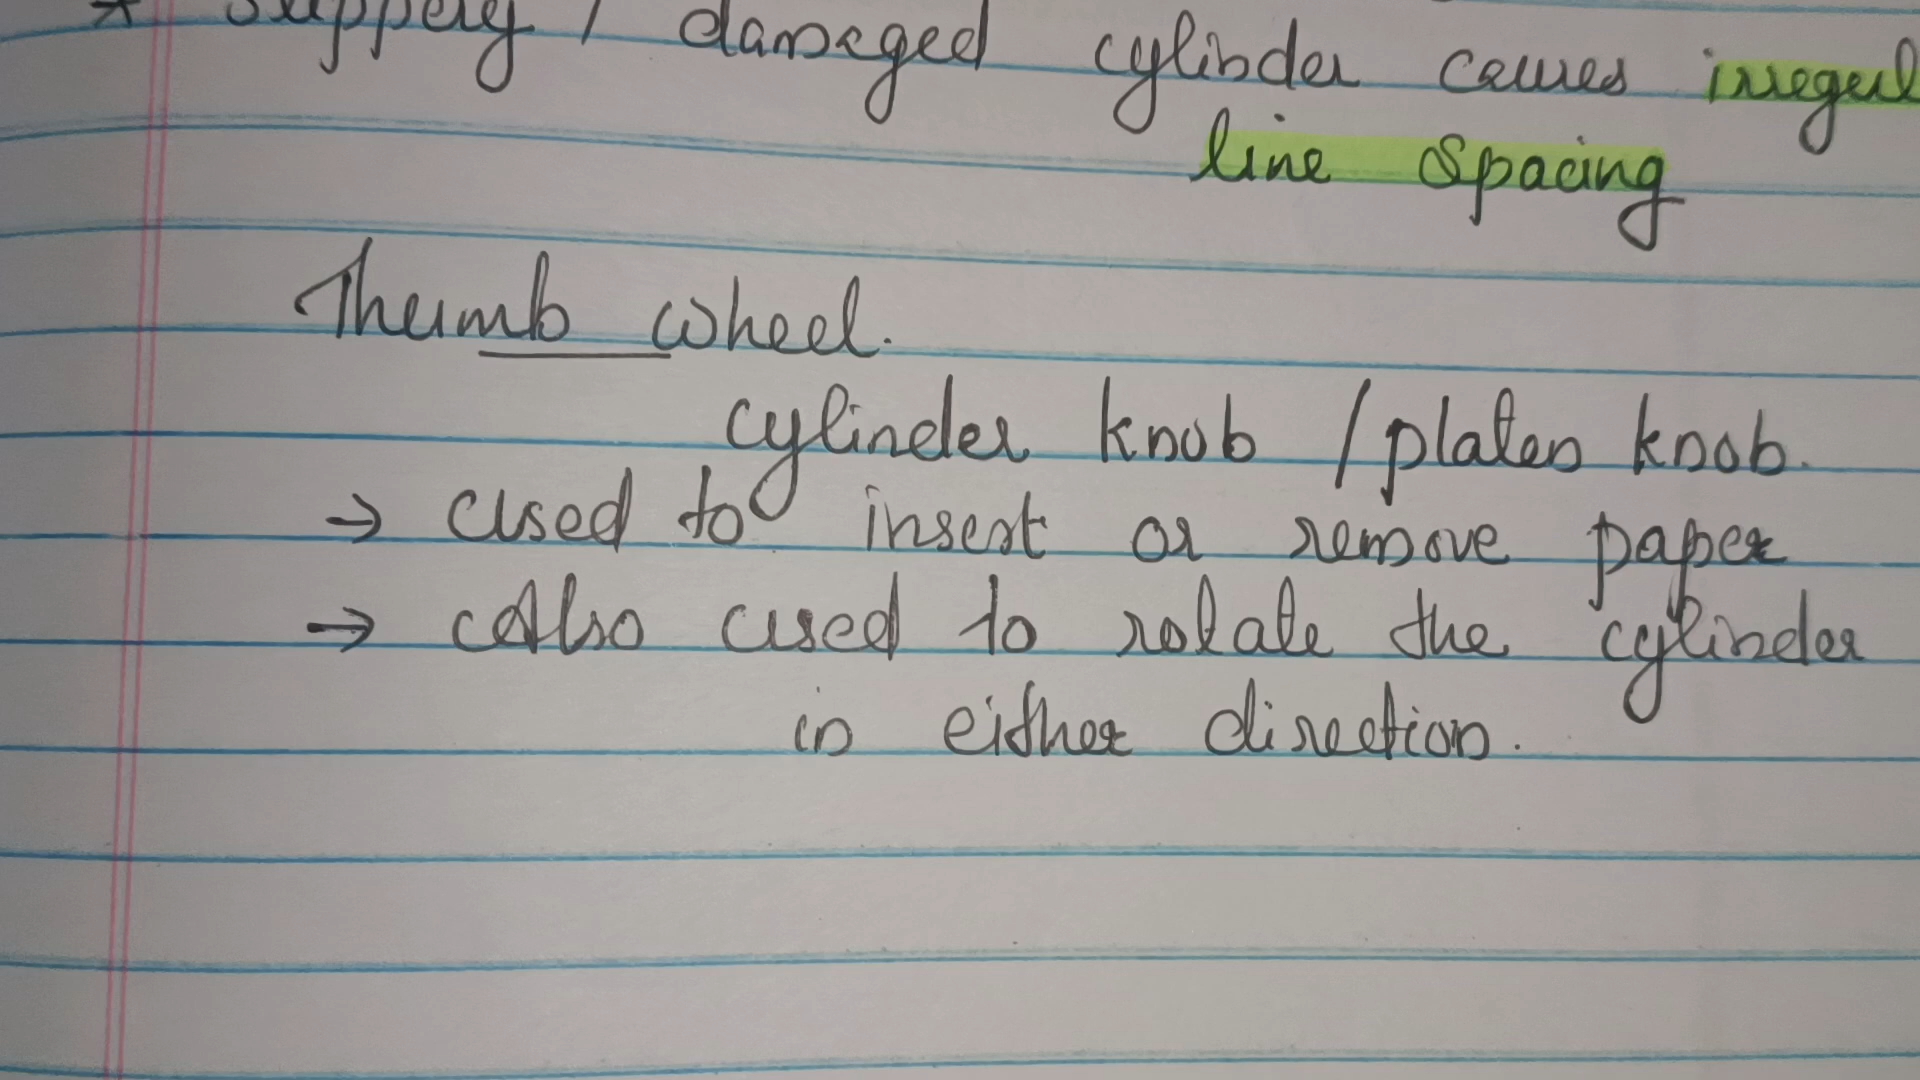 * Slippery / damaged cylinder causes
line spacing
Thumb wheel.
cylinder knob / platen knob.
→ Used to insert or remove paper
→ Also used to rotate the cylinder
in either direction.